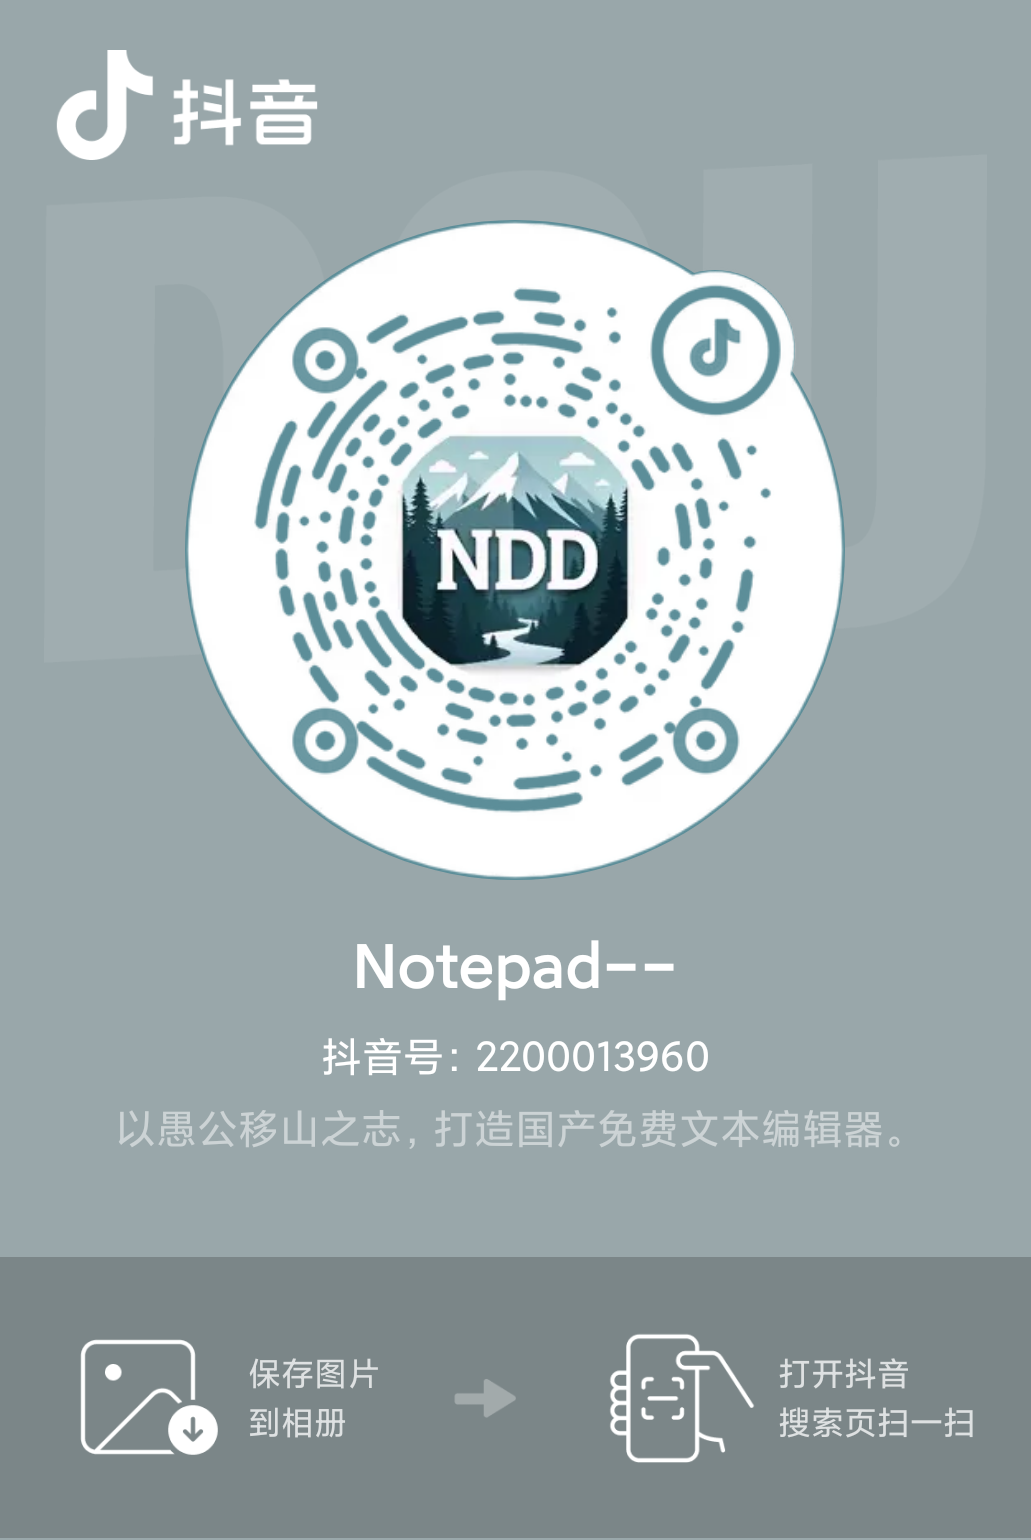 抖音
DOU
NDD
Notepad--
抖音号: 2200013960
以愚公移山之志, 打造国产免费文本编辑器。
保存图片
到相册
打开抖音
搜索页扫一扫